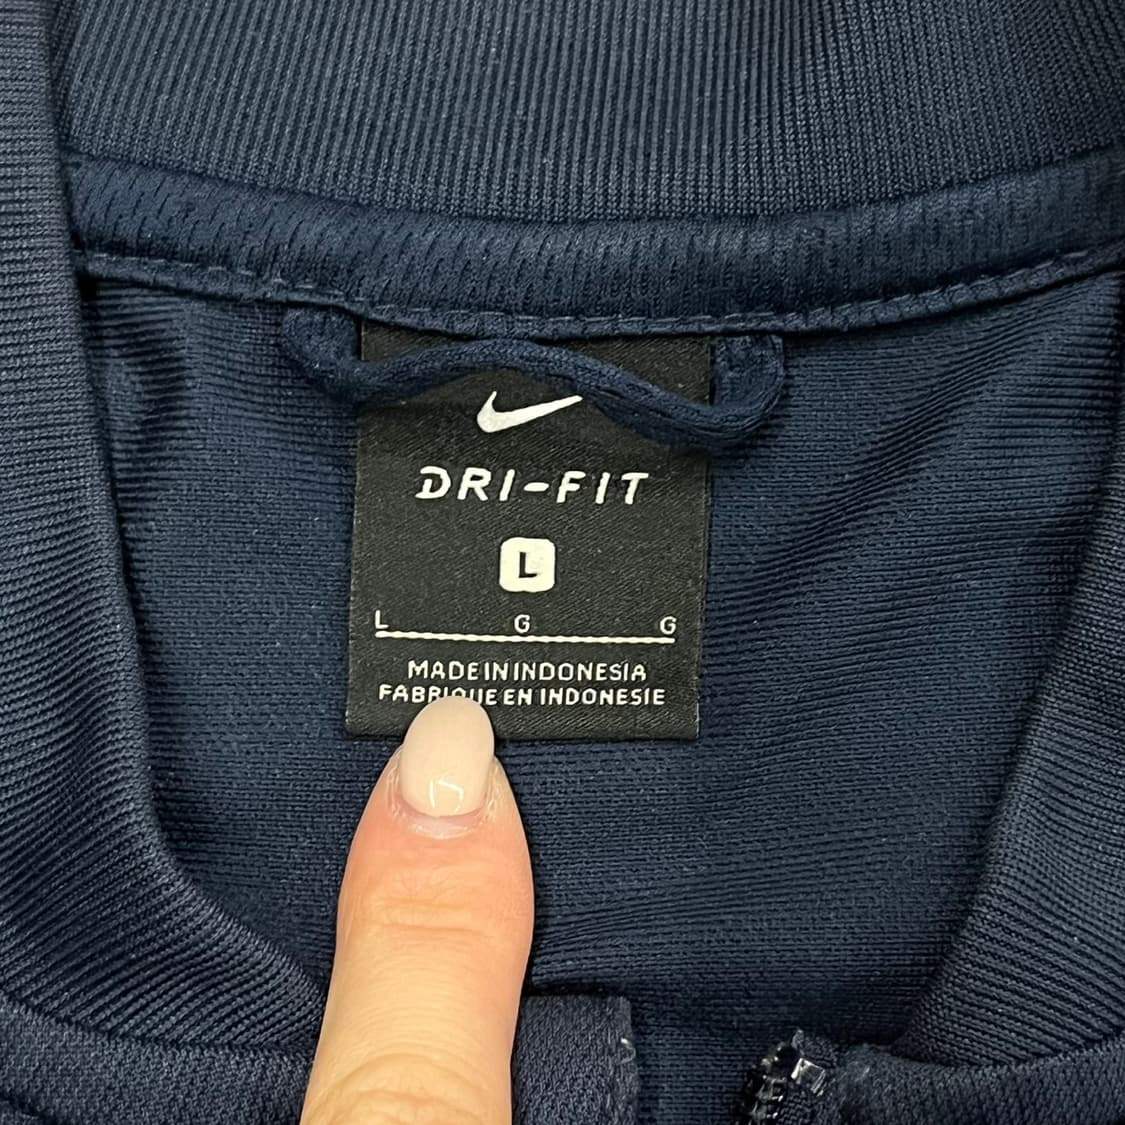 DRI-FIT
L
L G G
MADE IN INDONESIA
FABRIQUE EN INDONESIE